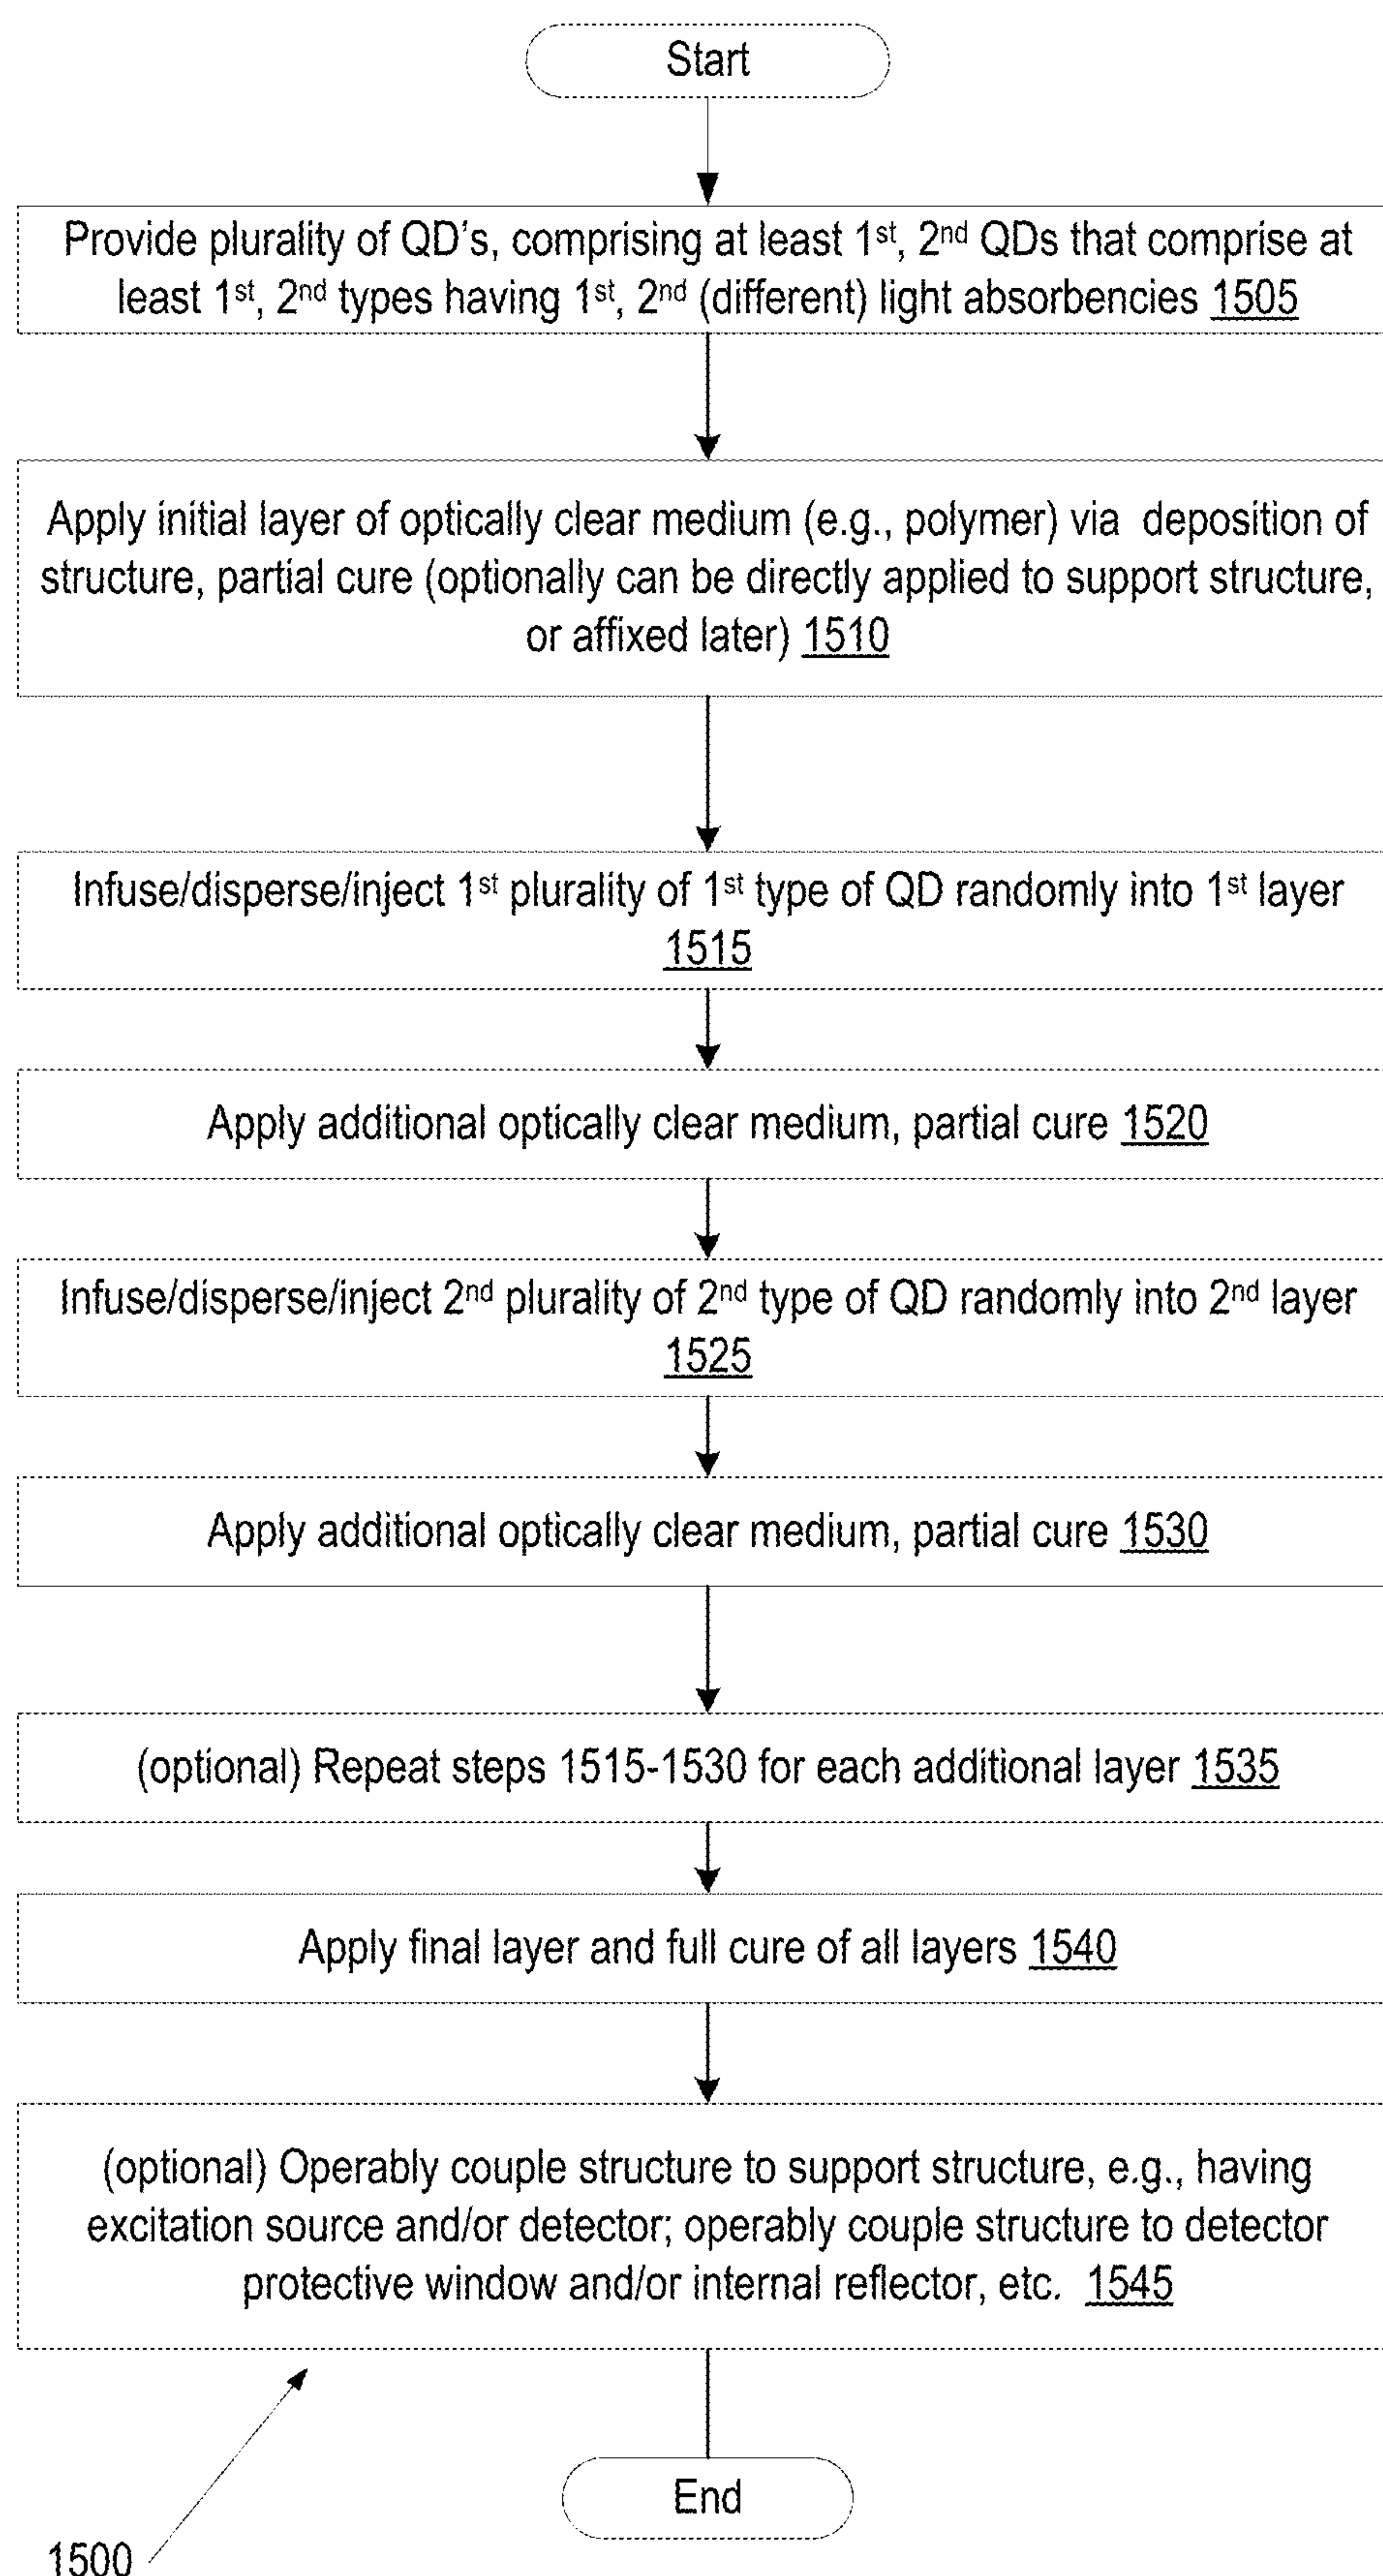 Start
Provide plurality of QD's, comprising at least 1st, 2nd QDs that comprise at
least 1st, 2nd types having 1st, 2nd (different) light absorbencies 1505
Apply initial layer of optically clear medium (e.g., polymer) via deposition of
structure, partial cure (optionally can be directly applied to support structure,
or affixed later) 1510
Infuse/disperse/inject 1st plurality of 1st type of QD randomly into 1st layer
1515
Apply additional optically clear medium, partial cure 1520
Infuse/disperse/inject 2nd plurality of 2nd type of QD randomly into 2nd layer
1525
Apply additional optically clear medium, partial cure 1530
(optional) Repeat steps 1515-1530 for each additional layer 1535
Apply final layer and full cure of all layers 1540
(optional) Operably couple structure to support structure, e.g., having
excitation source and/or detector; operably couple structure to detector
protective window and/or internal reflector, etc. 1545
End
1500